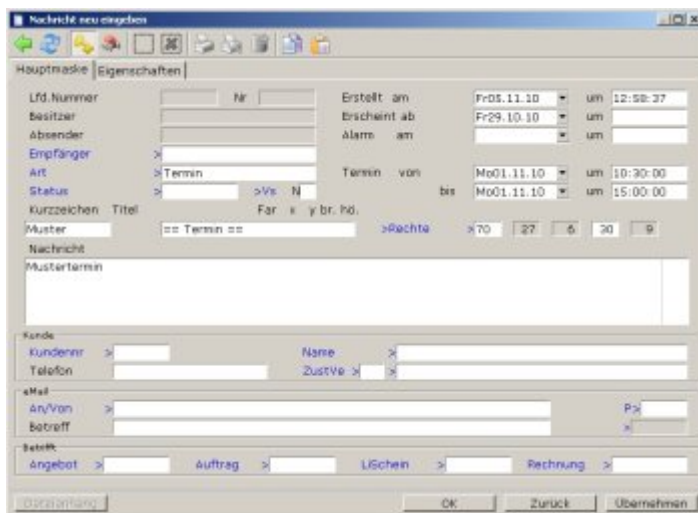 Nachricht neu eingeben
Hauptmaske Eigenschaften
Lfd.Nummer Nr Erstellt am Fr05.11.10 um 12:58:37
Besitzer Erscheint ab Fr29.10.10 um
Absender Alarm am um
Empfänger >
Art >Termin Termin von Mo01.11.10 um 10:30:00
Status > >Vs N bis Mo01.11.10 um 15:00:00
Kurzzeichen Titel Far x y br. hö.
Muster == Termin == >Rechte >70 27 6 30 9
Nachricht
Mustertermin
Kunde
Kundennr > Name >
Telefon ZustVe > >
eMail
An/Von > P>
Betreff >
Betrifft
Angebot > Auftrag > LiSchein > Rechnung >
Dateianhang OK Zurück Übernehmen